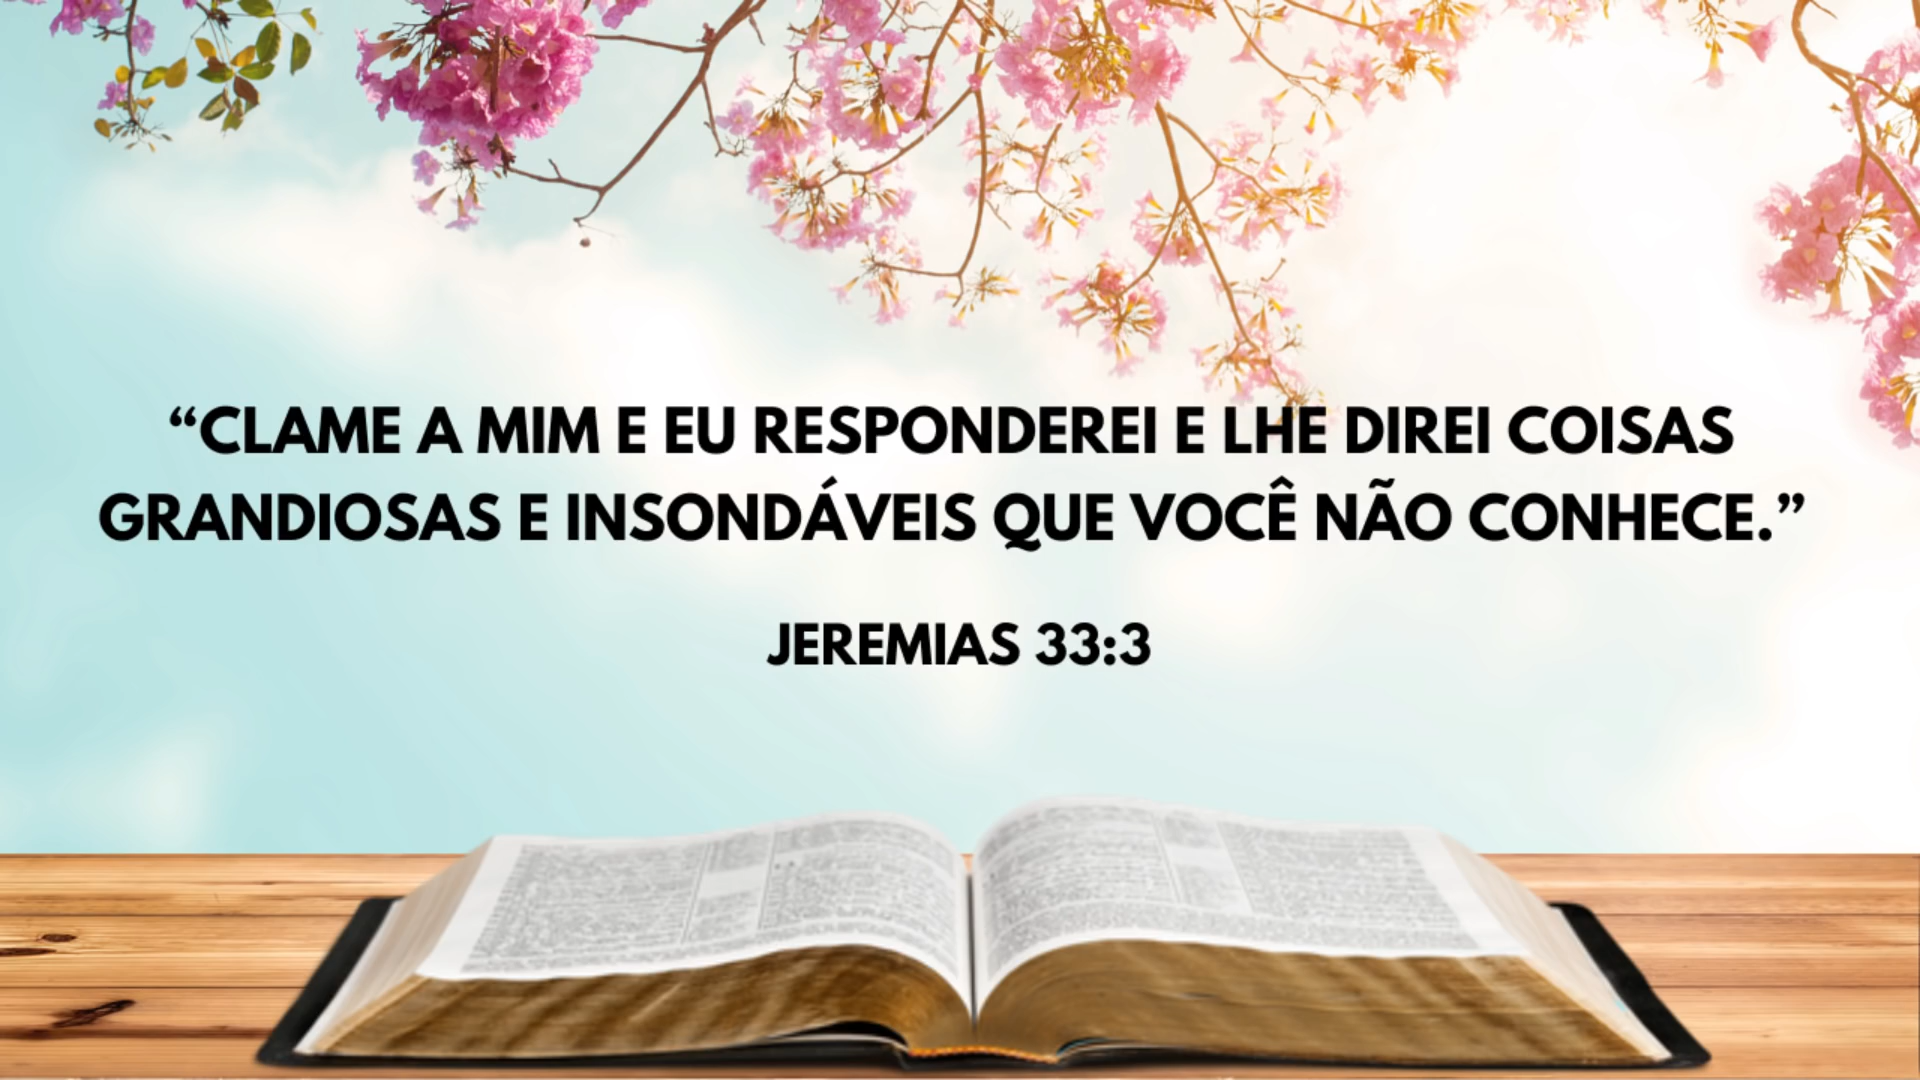 “CLAME A MIM E EU RESPONDEREI E LHE DIREI COISAS
GRANDIOSAS E INSONDÁVEIS QUE VOCÊ NÃO CONHECE.”
JEREMIAS 33:3